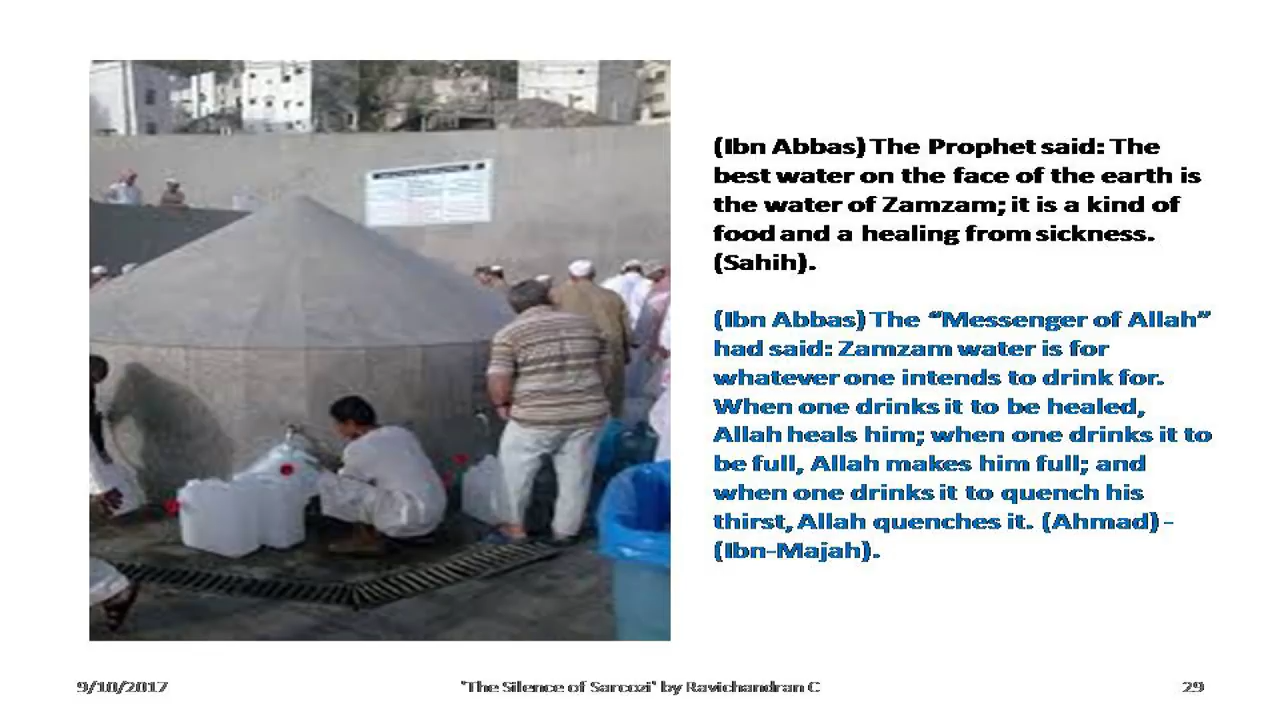 (Ibn Abbas) The Prophet said: The
best water on the face of the earth is
the water of Zamzam; it is a kind of
food and a healing from sickness.
(Sahih).
(Ibn Abbas) The “Messenger of Allah”
had said: Zamzam water is for
whatever one intends to drink for.
When one drinks it to be healed,
Allah heals him; when one drinks it to
be full, Allah makes him full; and
when one drinks it to quench his
thirst, Allah quenches it. (Ahmad) -
(Ibn-Majah).
9/10/2017
'The Silence of Sarcozi' by Ravichandran C
29